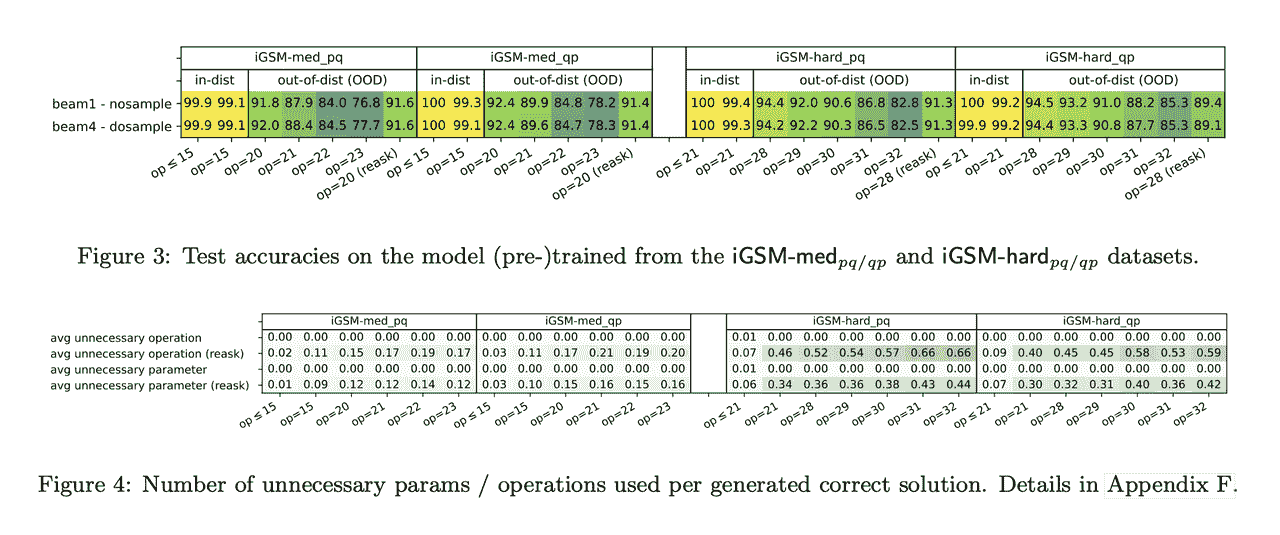 iGSM-med_pq iGSM-med_qp iGSM-hard_pq iGSM-hard_qp
in-dist out-of-dist (OOD) in-dist out-of-dist (OOD) in-dist out-of-dist (OOD) in-dist out-of-dist (OOD)
beam1 - nosample 99.9 99.1 91.8 87.9 84.0 76.8 91.6 100 99.3 92.4 89.9 84.8 78.2 91.4 100 99.4 94.4 92.0 90.6 86.8 82.8 91.3 100 99.2 94.5 93.2 91.0 88.2 85.3 89.4
beam4 - dosample 99.9 99.1 92.0 88.4 84.5 77.7 91.6 100 99.1 92.4 89.6 84.7 78.3 91.4 100 99.3 94.2 92.2 90.3 86.5 82.5 91.3 99.9 99.2 94.4 93.3 90.8 87.7 85.3 89.1
op ≤ 15 op=15 op=20 op=21 op=22 op=23 op=20 (reask) op ≤ 15 op=15 op=20 op=21 op=22 op=23 op=20 (reask) op ≤ 21 op=21 op=28 op=29 op=30 op=31 op=32 op=28 (reask) op ≤ 21 op=21 op=28 op=29 op=30 op=31 op=32 op=28 (reask)
Figure 3: Test accuracies on the model (pre-)trained from the iGSM-med_{pq/qp} and iGSM-hard_{pq/qp} datasets.
iGSM-med_pq iGSM-med_qp iGSM-hard_pq iGSM-hard_qp
avg unnecessary operation 0.00 0.00 0.00 0.00 0.00 0.00 0.00 0.00 0.00 0.00 0.00 0.00 0.01 0.00 0.00 0.00 0.00 0.00 0.00 0.00 0.00 0.00 0.00 0.00 0.00 0.00
avg unnecessary operation (reask) 0.02 0.11 0.15 0.17 0.19 0.17 0.03 0.11 0.17 0.21 0.19 0.20 0.07 0.46 0.52 0.54 0.57 0.66 0.66 0.09 0.40 0.45 0.45 0.58 0.53 0.59
avg unnecessary parameter 0.00 0.00 0.00 0.00 0.00 0.00 0.00 0.00 0.00 0.00 0.00 0.00 0.01 0.00 0.00 0.00 0.00 0.00 0.00 0.00 0.00 0.00 0.00 0.00 0.00 0.00
avg unnecessary parameter (reask) 0.01 0.09 0.12 0.12 0.14 0.12 0.03 0.10 0.15 0.16 0.15 0.16 0.06 0.34 0.36 0.36 0.38 0.43 0.44 0.07 0.30 0.32 0.31 0.40 0.36 0.42
op ≤ 15 op=15 op=20 op=21 op=22 op=23 op ≤ 15 op=15 op=20 op=21 op=22 op=23 op ≤ 21 op=21 op=28 op=29 op=30 op=31 op=32 op ≤ 21 op=21 op=28 op=29 op=30 op=31 op=32
Figure 4: Number of unnecessary params / operations used per generated correct solution. Details in Appendix F.